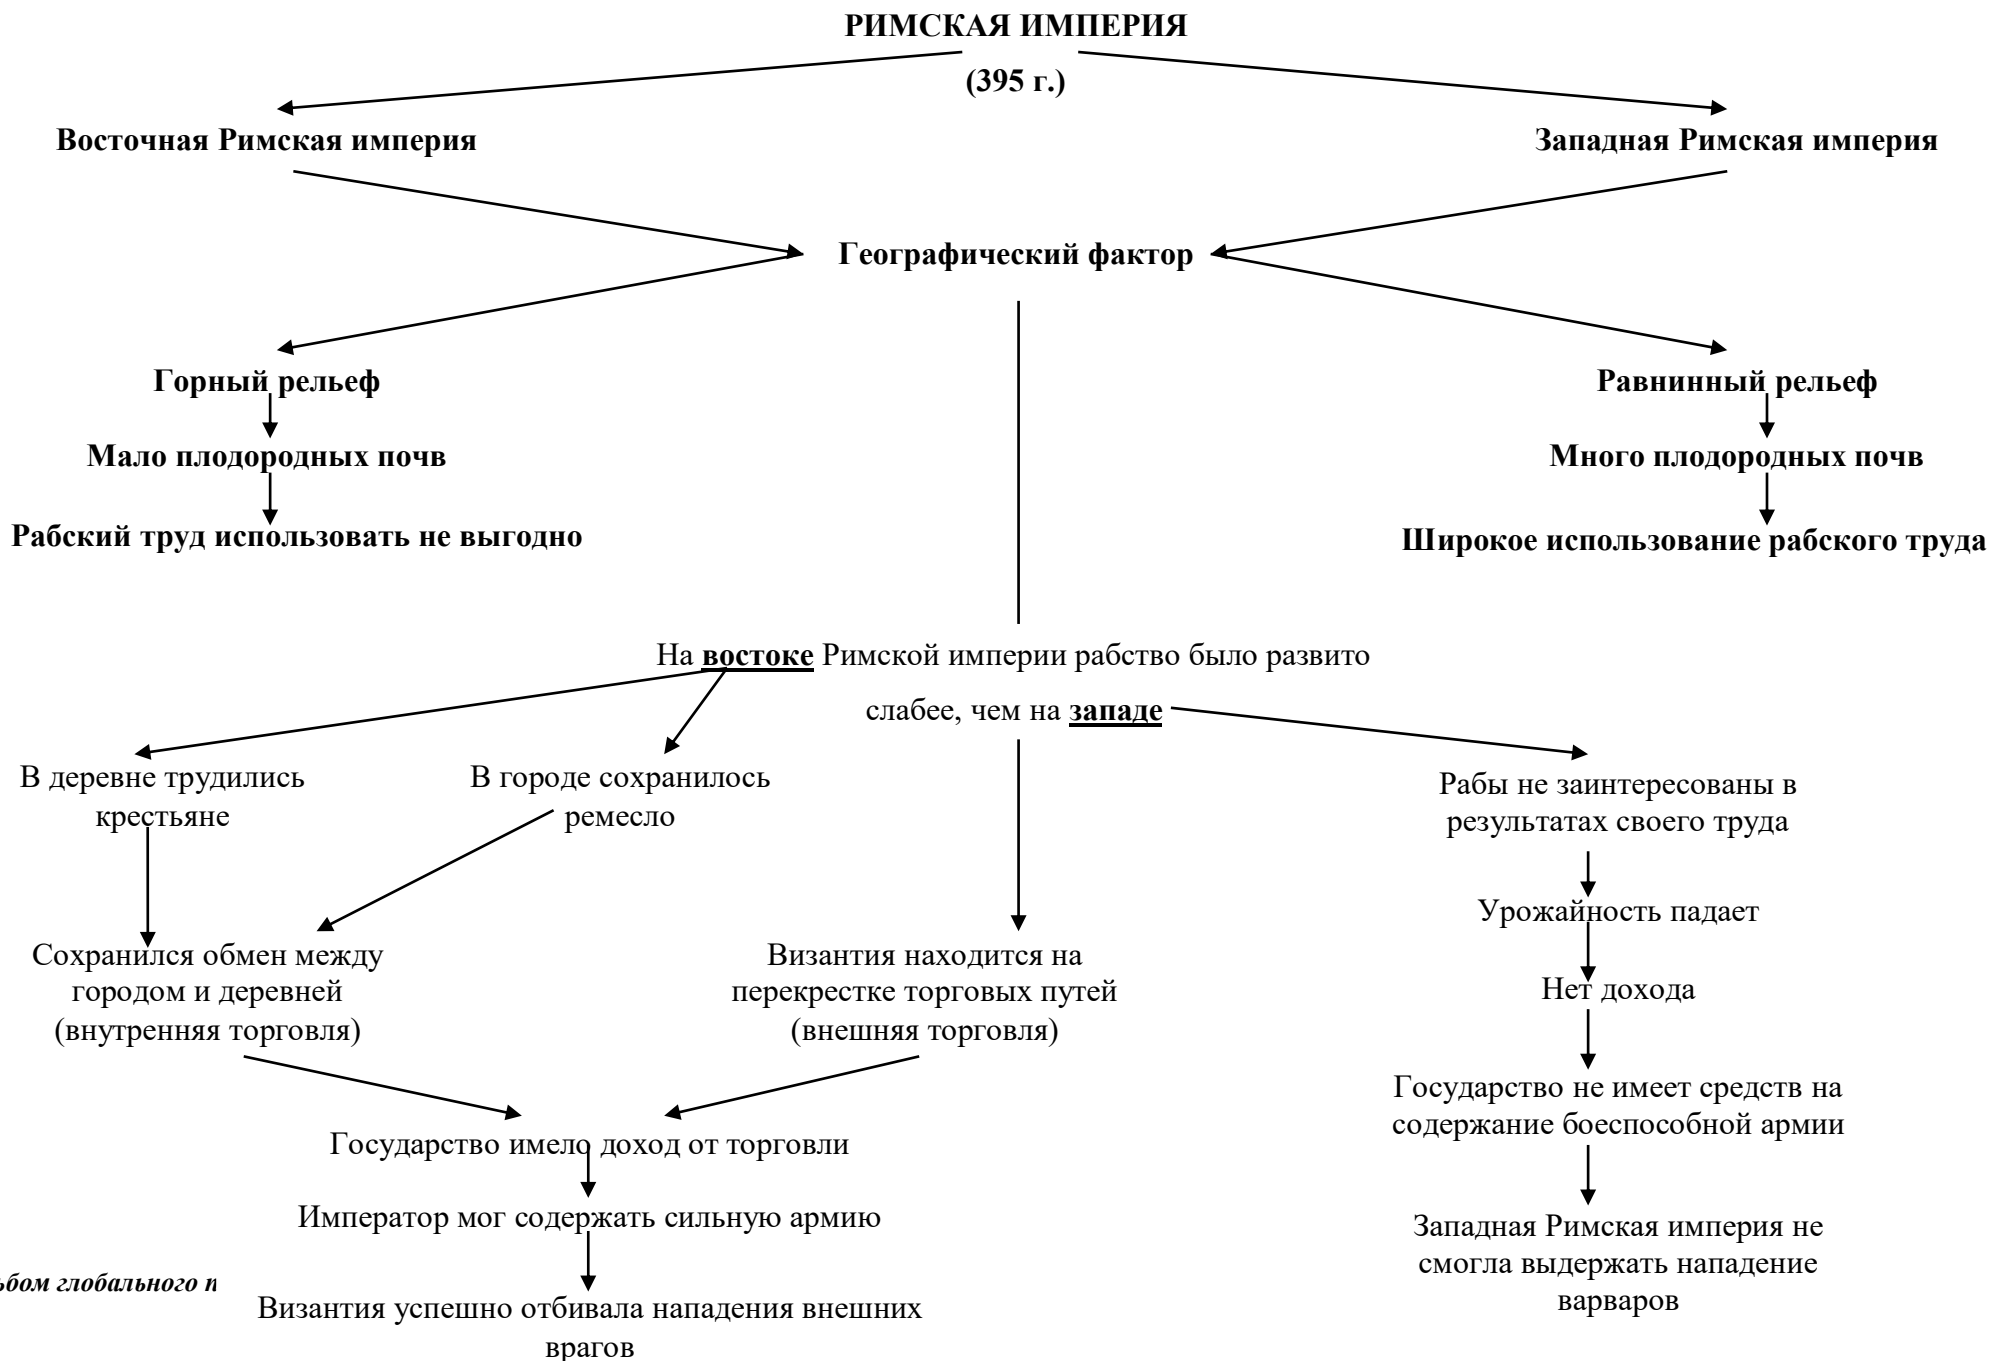 РИМСКАЯ ИМПЕРИЯ
(395 г.)
Восточная Римская империя
Западная Римская империя
Географический фактор
Горный рельеф
Равнинный рельеф
Мало плодородных почв
Много плодородных почв
Рабский труд использовать не выгодно
Широкое использование рабского труда
На востоке Римской империи рабство было развито
слабее, чем на западе
В деревне трудились
крестьяне
В городе сохранилось
ремесло
Рабы не заинтересованы в
результатах своего труда
Урожайность падает
Сохранился обмен между
городом и деревней
(внутренняя торговля)
Византия находится на
перекрестке торговых путей
(внешняя торговля)
Нет дохода
Государство не имеет средств на
содержание боеспособной армии
Государство имело доход от торговли
Император мог содержать сильную армию
Западная Римская империя не
смогла выдержать нападение
варваров
глобального
Византия успешно отбивала нападения внешних
врагов